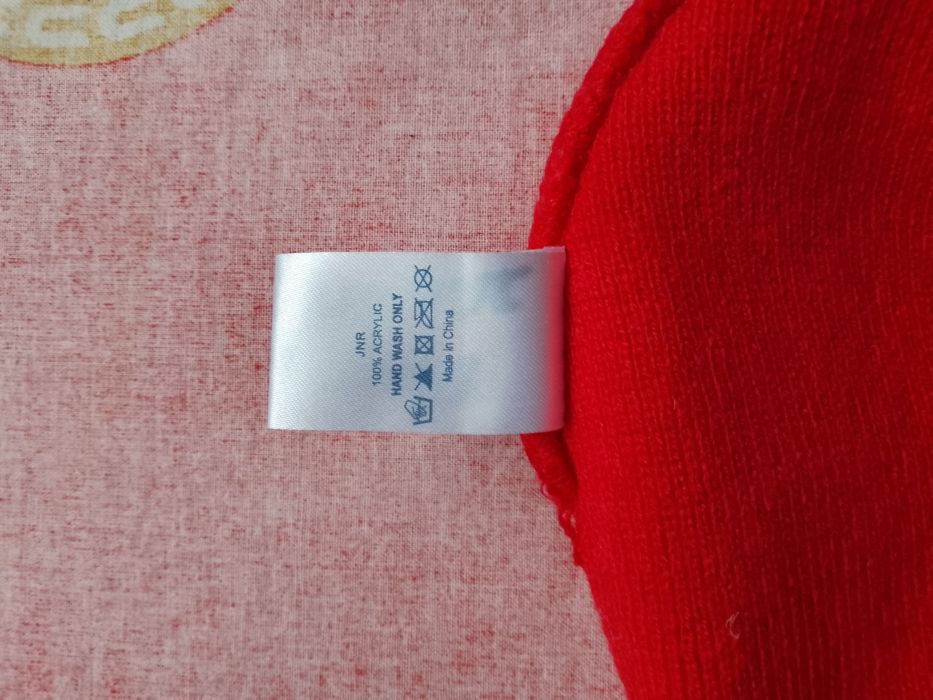 JNR
100% ACRYLIC
HAND WASH ONLY
Made in China